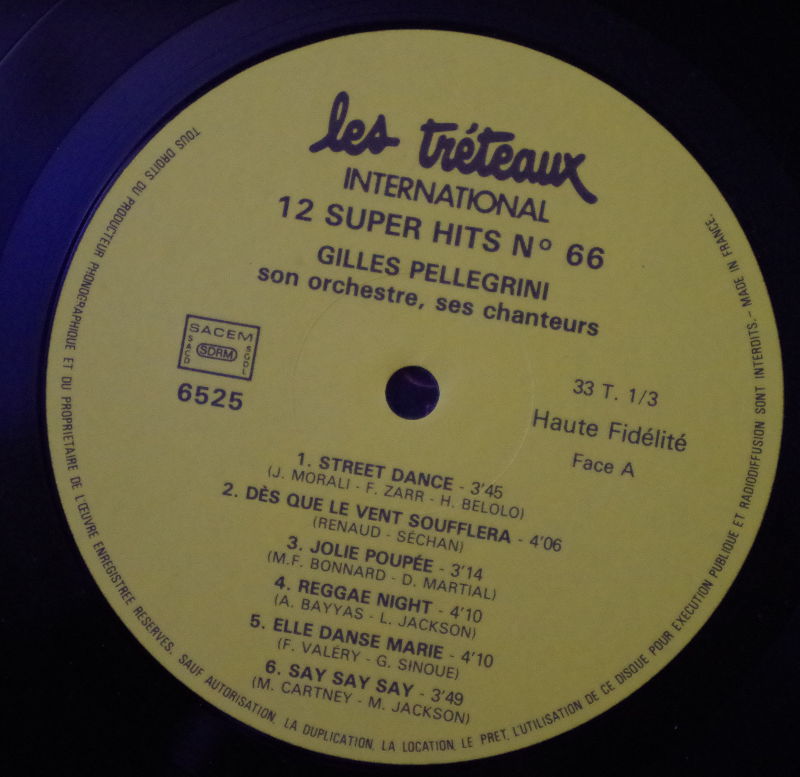 les tréteaux
INTERNATIONAL
12 SUPER HITS N° 66
GILLES PELLEGRINI
son orchestre, ses chanteurs
SACEM
SACD
SDRM
SGDL
6525
33 T. 1/3
Haute Fidélité
Face A
1. STREET DANCE - 3'45
(J. MORALI - F. ZARR - H. BELOLO)
2. DÈS QUE LE VENT SOUFFLERA - 4'06
(RENAUD - SÉCHAN)
3. JOLIE POUPÉE - 3'14
(M.F. BONNARD - D. MARTIAL)
4. REGGAE NIGHT - 4'10
(A. BAYYAS - L. JACKSON)
5. ELLE DANSE MARIE - 4'10
(F. VALÉRY - G. SINOUE)
6. SAY SAY SAY - 3'49
(M. CARTNEY - M. JACKSON)
TOUS DROITS DU PRODUCTEUR PHONOGRAPHIQUE ET DU PROPRIETAIRE DE L'ŒUVRE ENREGISTREE RESERVES. SAUF AUTORISATION, LA DUPLICATION, LA LOCATION, LE PRET, L'UTILISATION DE CE DISQUE POUR EXECUTION PUBLIQUE ET RADIODIFFUSION SONT INTERDITS. - MADE IN FRANCE.